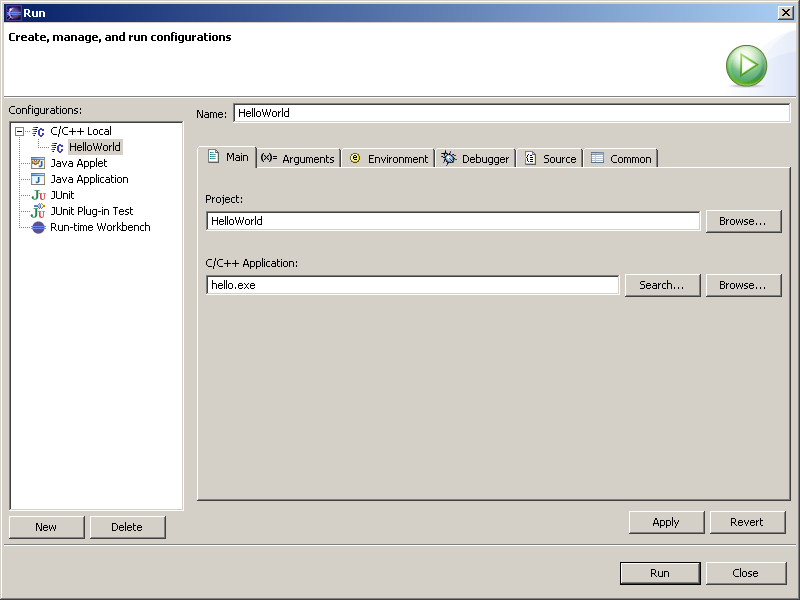 Run
Create, manage, and run configurations
Configurations:
C/C++ Local
HelloWorld
Java Applet
Java Application
JUnit
JUnit Plug-in Test
Run-time Workbench
New Delete
Name: HelloWorld
Main (x)= Arguments Environment Debugger Source Common
Project:
HelloWorld Browse...
C/C++ Application:
hello.exe Search... Browse...
Apply Revert
Run Close